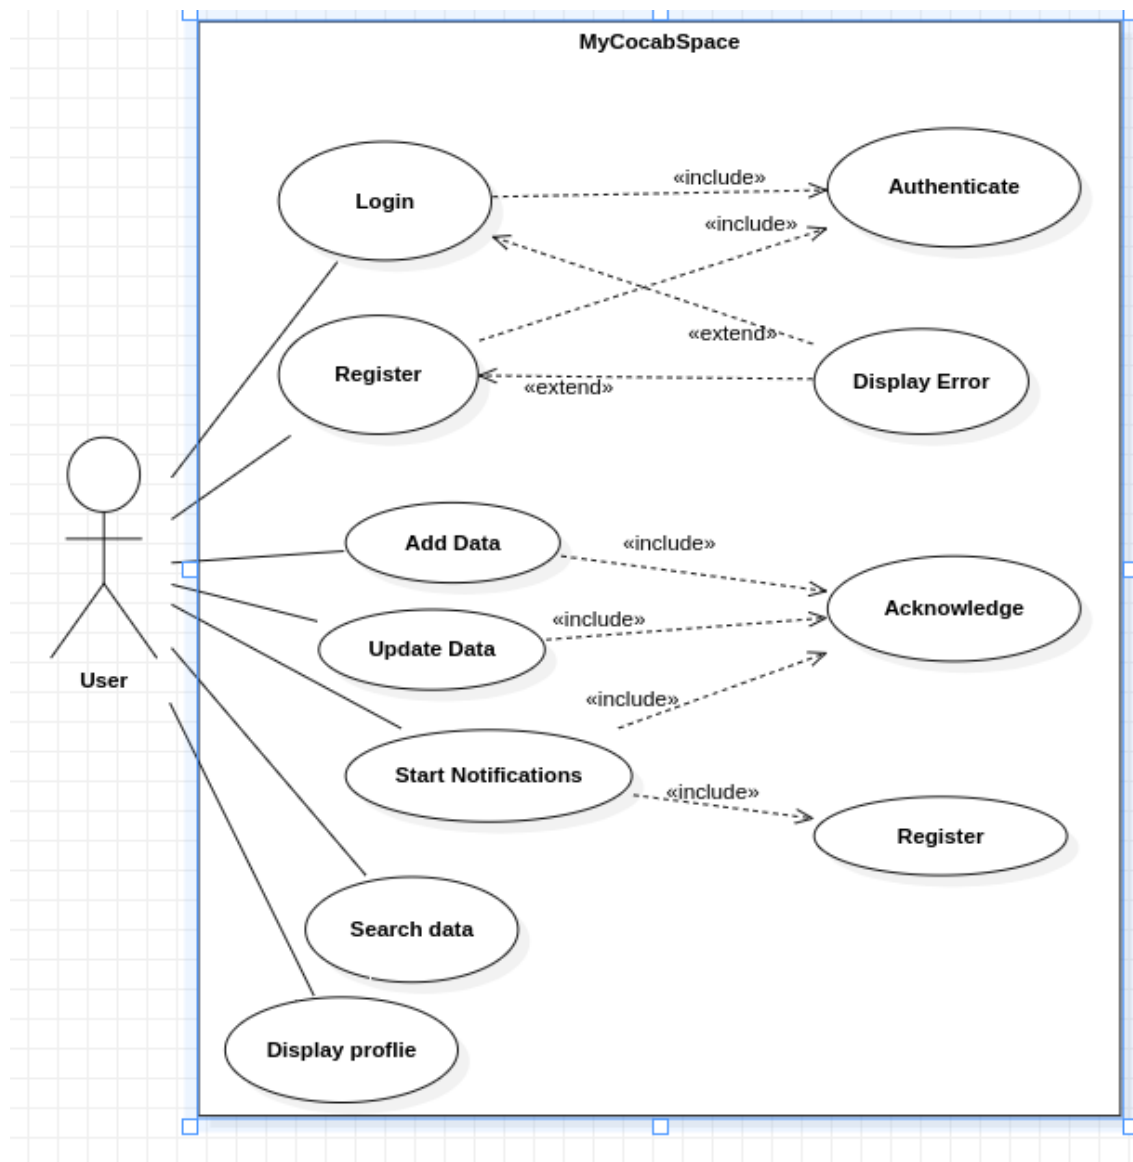 MyCocabSpace
«include»
Authenticate
Login
«include»
«extend»
Register
Display Error
«extend»
Add Data
«include»
Acknowledge
«include»
Update Data
User
«include»
Start Notifications
«include»
Register
Search data
Display proflie